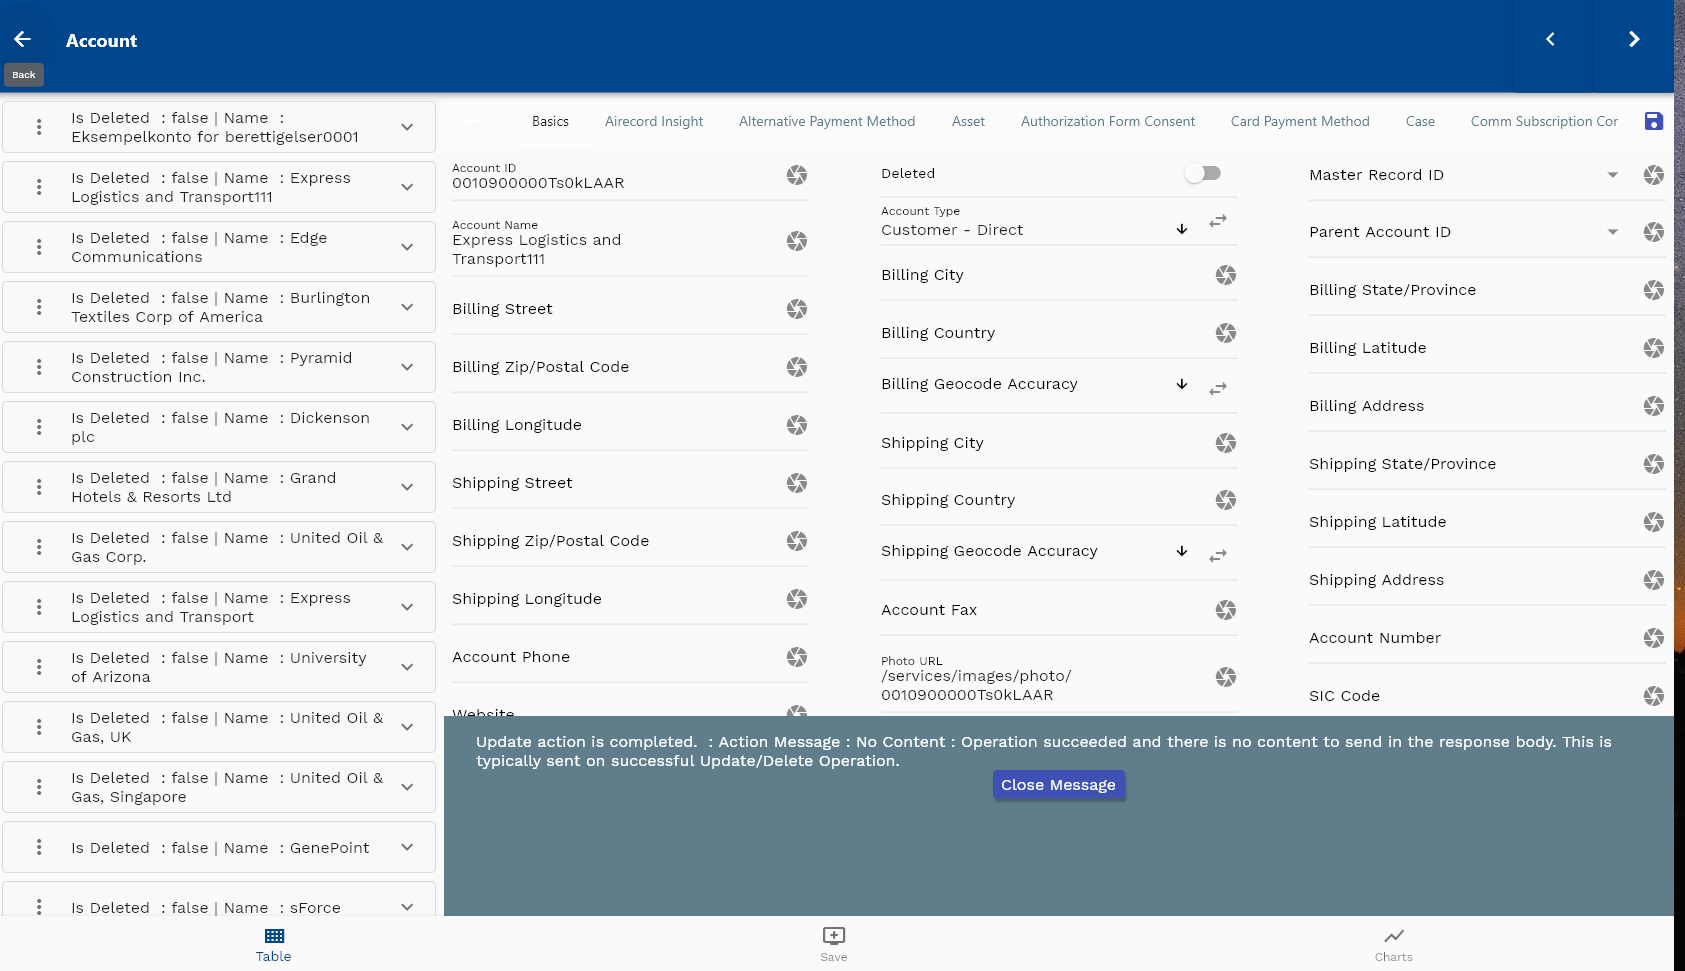 Account
Back
Is Deleted : false | Name :
Eksempelkonto for berettigelser0001
Is Deleted : false | Name : Express
Logistics and Transport111
Is Deleted : false | Name : Edge
Communications
Is Deleted : false | Name : Burlington
Textiles Corp of America
Is Deleted : false | Name : Pyramid
Construction Inc.
Is Deleted : false | Name : Dickenson
plc
Is Deleted : false | Name : Grand
Hotels & Resorts Ltd
Is Deleted : false | Name : United Oil &
Gas Corp.
Is Deleted : false | Name : Express
Logistics and Transport
Is Deleted : false | Name : University
of Arizona
Is Deleted : false | Name : United Oil &
Gas, UK
Is Deleted : false | Name : United Oil &
Gas, Singapore
Is Deleted : false | Name : GenePoint
Is Deleted : false | Name : sForce
Basics Airecord Insight Alternative Payment Method Asset Authorization Form Consent Card Payment Method Case Comm Subscription Cor
Account ID
0010900000Ts0kLAAR
Account Name
Express Logistics and
Transport111
Billing Street
Billing Zip/Postal Code
Billing Longitude
Shipping Street
Shipping Zip/Postal Code
Shipping Longitude
Account Phone
Website
Deleted
Account Type
Customer - Direct
Billing City
Billing Country
Billing Geocode Accuracy
Shipping City
Shipping Country
Shipping Geocode Accuracy
Account Fax
Photo URL
/services/images/photo/
0010900000Ts0kLAAR
Master Record ID
Parent Account ID
Billing State/Province
Billing Latitude
Billing Address
Shipping State/Province
Shipping Latitude
Shipping Address
Account Number
SIC Code
Update action is completed. : Action Message : No Content : Operation succeeded and there is no content to send in the response body. This is
typically sent on successful Update/Delete Operation.
Close Message
Table Save Charts